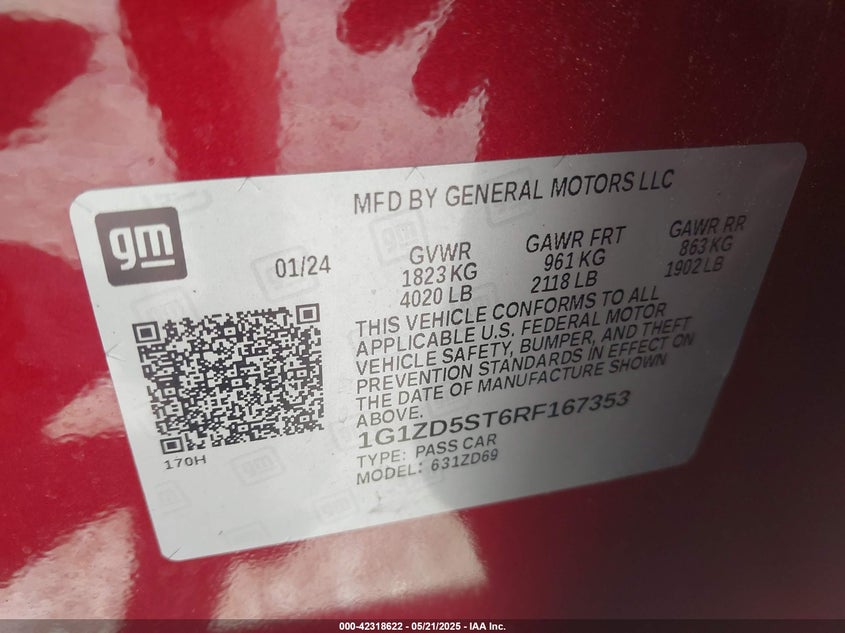 MFD BY GENERAL MOTORS LLC
gm
01/24
GVWR
1823 KG
4020 LB
GAWR FRT
961 KG
2118 LB
GAWR RR
863 KG
1902 LB
THIS VEHICLE CONFORMS TO ALL
APPLICABLE U.S. FEDERAL MOTOR
VEHICLE SAFETY, BUMPER, AND THEFT
PREVENTION STANDARDS IN EFFECT ON
THE DATE OF MANUFACTURE SHOWN
ABOVE.
1G1ZD5ST6RF167353
TYPE: PASS CAR
MODEL: 631ZD69
170H
000-42318622 - 05/21/2025 - IAA Inc.